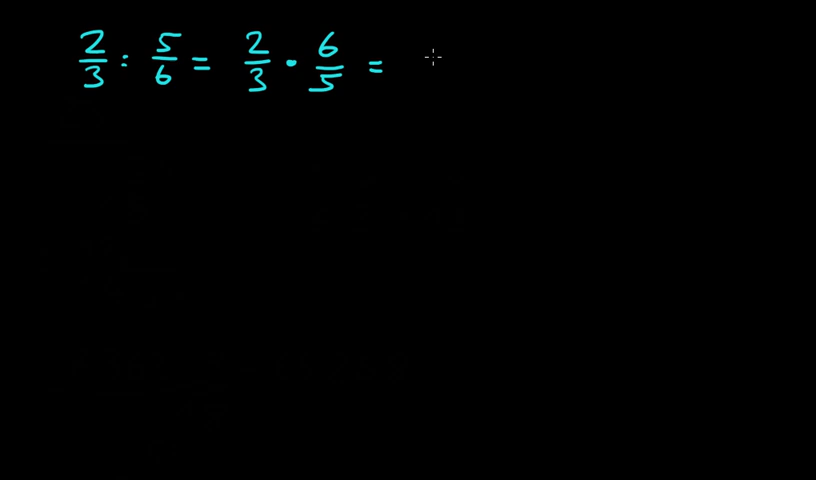 2/3 : 5/6 = 2/3 · 6/5 =